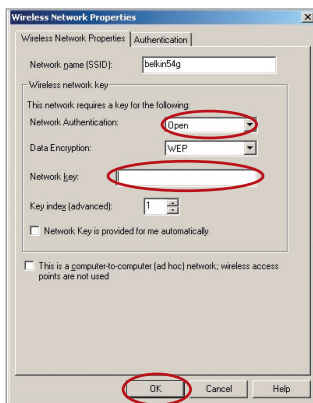 Wireless Network Properties
Wireless Network Properties Authentication
Network name (SSID): belkin54g
Wireless network key
This network requires a key for the following:
Network Authentication: Open
Data Encryption: WEP
Network key:
Key index (advanced): 1
Network Key is provided for me automatically
This is a computer-to-computer (ad hoc) network; wireless access
points are not used
OK Cancel Help